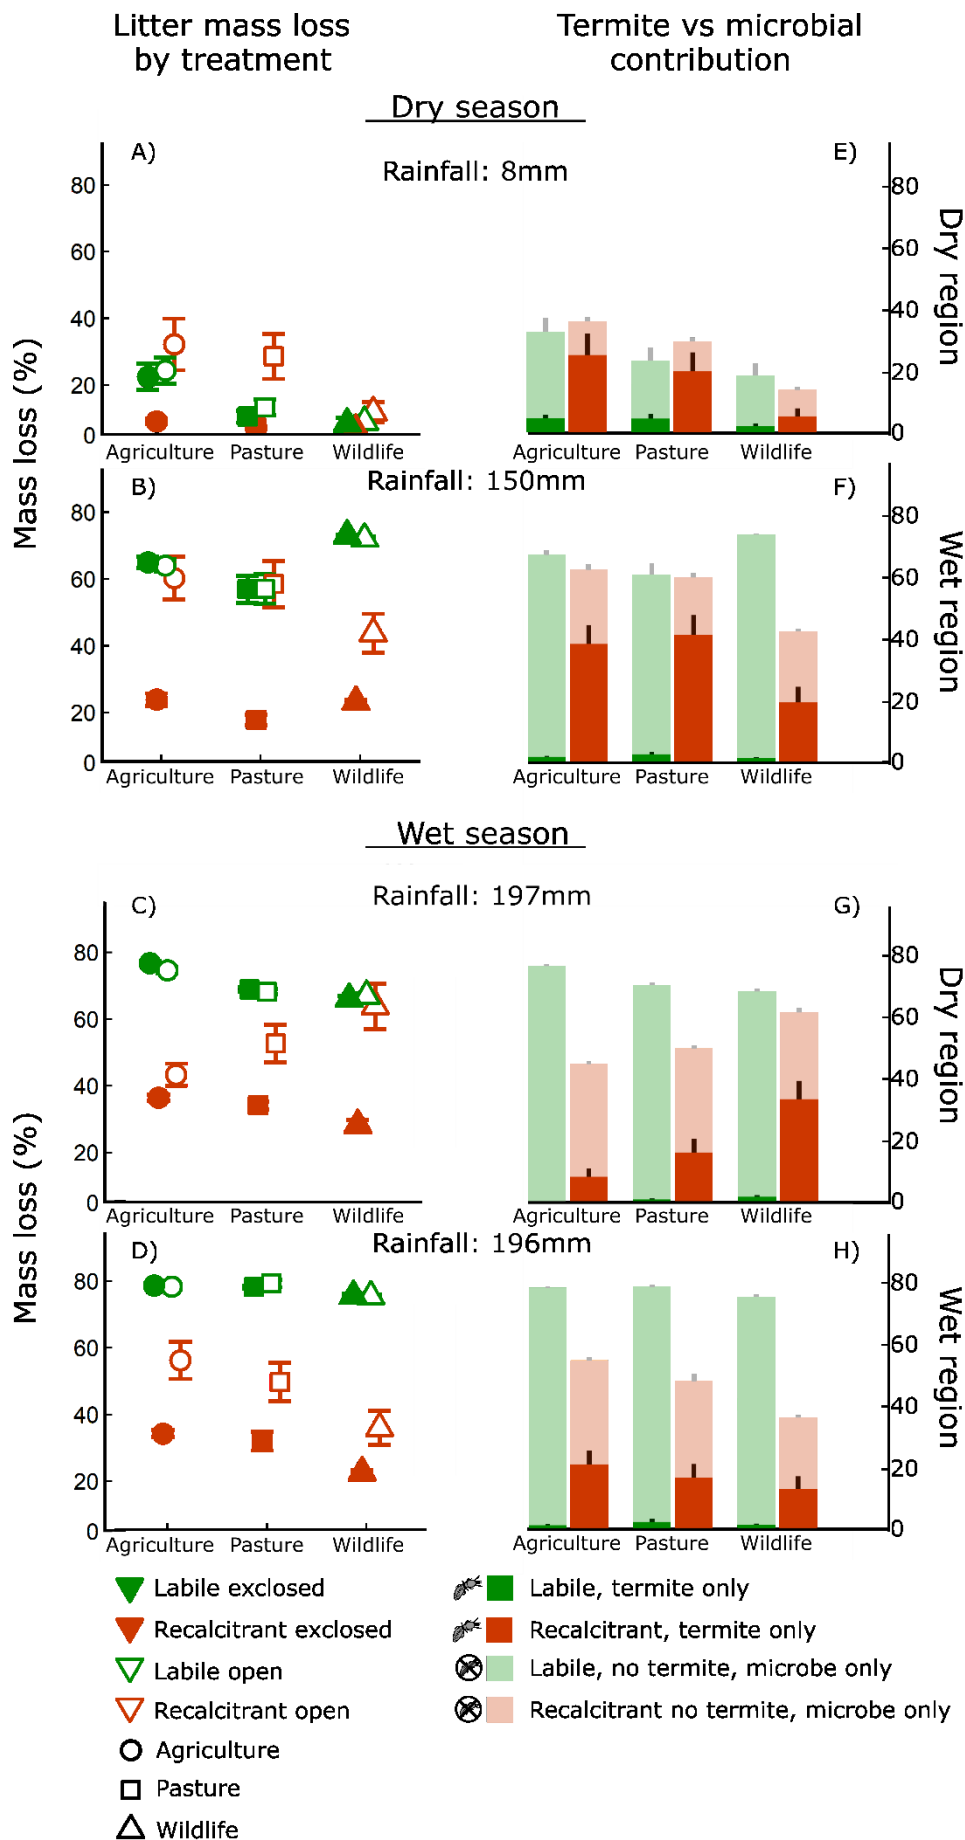 Litter mass loss
by treatment
Termite vs microbial
contribution
Dry season
A)
Rainfall: 8mm
E)
80
60
40
20
0
Agriculture
Pasture
Wildlife
Agriculture
Pasture
Wildlife
80
60
40
20
0
Dry region
Mass loss (%)
B)
Rainfall: 150mm
F)
80
60
40
20
0
Agriculture
Pasture
Wildlife
Agriculture
Pasture
Wildlife
80
60
40
20
0
Wet region
Wet season
C)
Rainfall: 197mm
G)
80
60
40
20
0
Agriculture
Pasture
Wildlife
Agriculture
Pasture
Wildlife
80
60
40
20
0
Dry region
Mass loss (%)
D)
Rainfall: 196mm
H)
80
60
40
20
0
Agriculture
Pasture
Wildlife
Agriculture
Pasture
Wildlife
80
60
40
20
0
Wet region
Labile exclosed
Recalcitrant exclosed
Labile open
Recalcitrant open
Agriculture
Pasture
Wildlife
Labile, termite only
Recalcitrant, termite only
Labile, no termite, microbe only
Recalcitrant no termite, microbe only